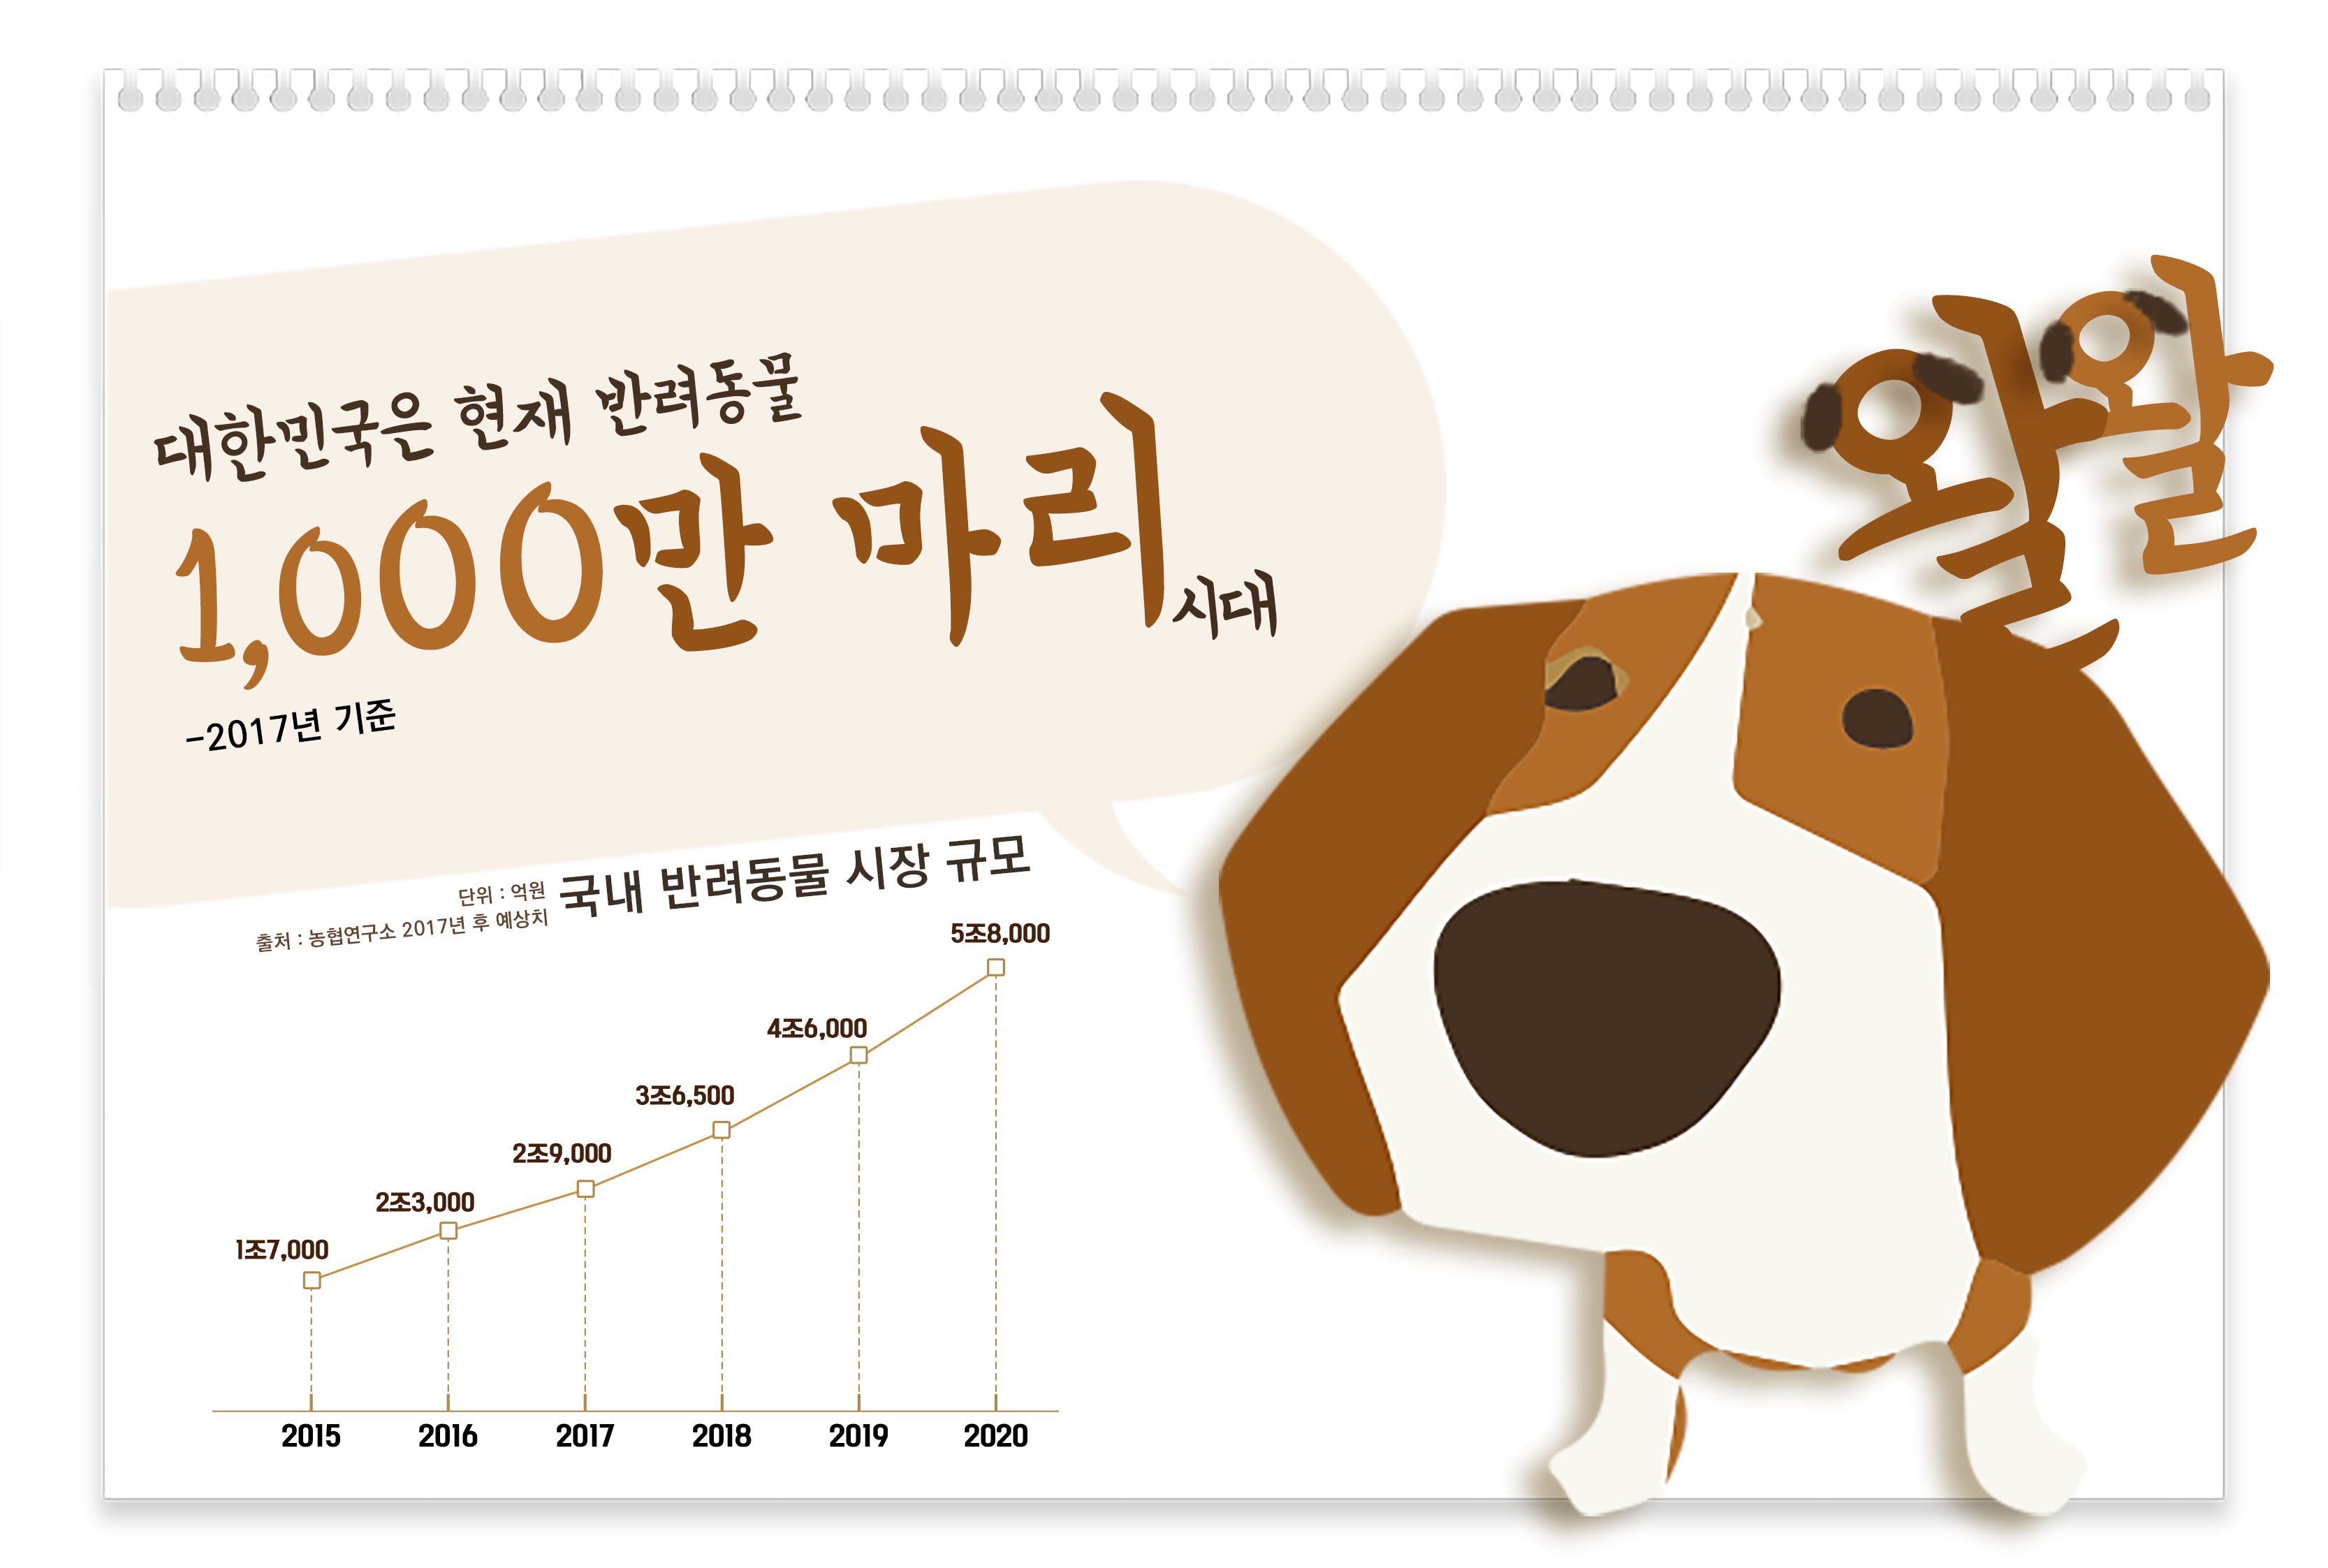 대한민국은 현재 반려동물
1,000만 마리시대
-2017년 기준
왈왈
단위 : 억원
출처 : 농협연구소 2017년 후 예상치
국내 반려동물 시장 규모
5조8,000
4조6,000
3조6,500
2조9,000
2조3,000
1조7,000
2015 2016 2017 2018 2019 2020